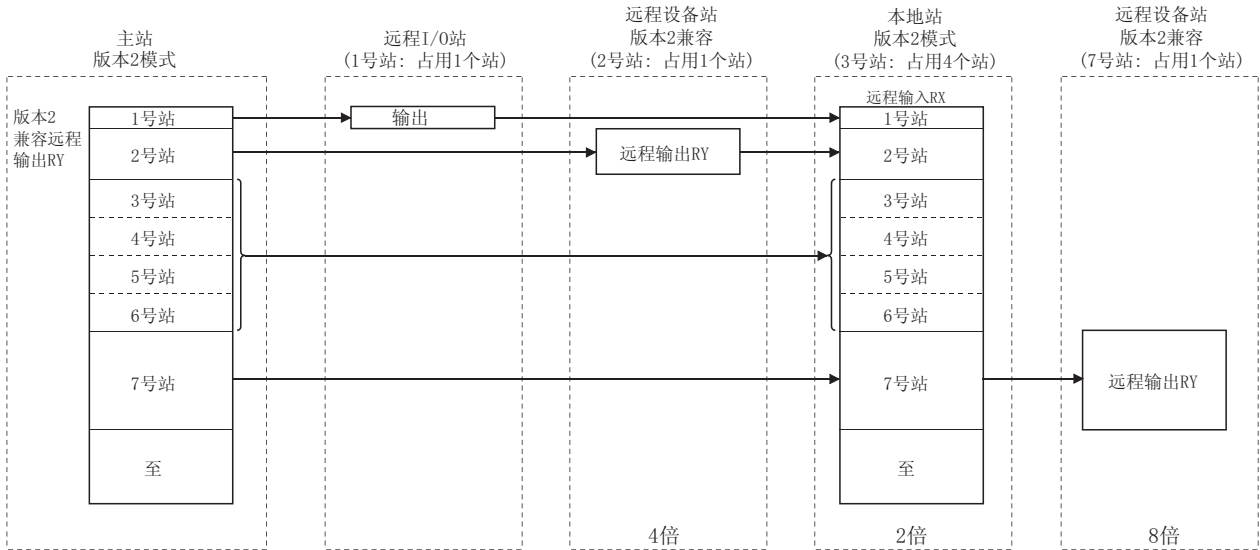 主站
版本2模式
远程I/O站
(1号站: 占用1个站)
远程设备站
版本2兼容
(2号站: 占用1个站)
本地站
版本2模式
(3号站: 占用4个站)
远程设备站
版本2兼容
(7号站: 占用1个站)
版本2
兼容远程
输出RY
1号站
2号站
3号站
4号站
5号站
6号站
7号站
至
输出
远程输出RY
4倍
远程输入RX
1号站
2号站
3号站
4号站
5号站
6号站
7号站
至
2倍
远程输出RY
8倍